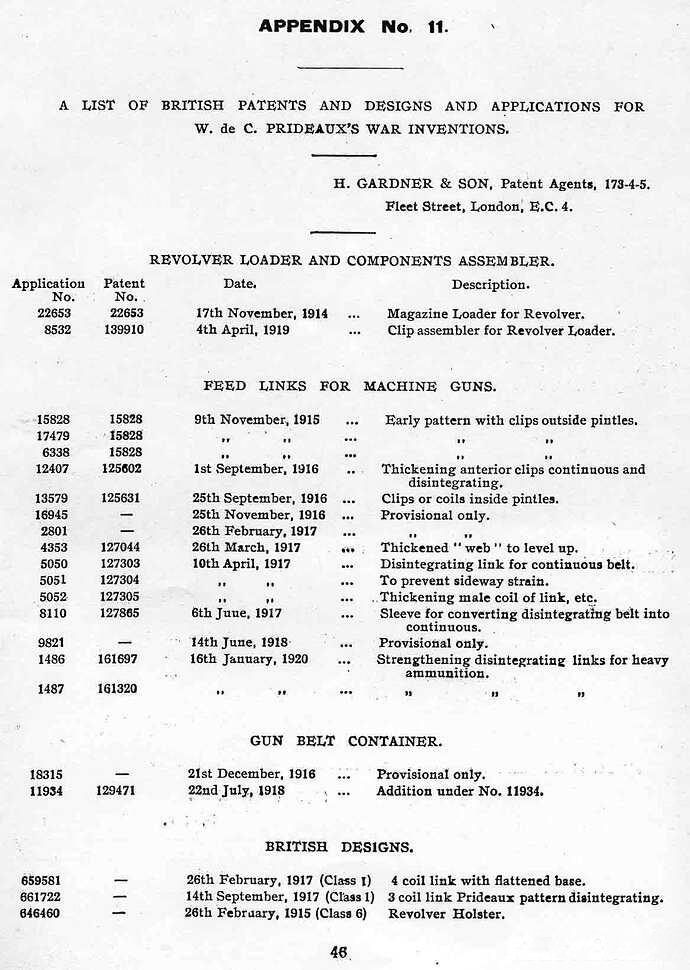 APPENDIX No. 11.
A LIST OF BRITISH PATENTS AND DESIGNS AND APPLICATIONS FOR
W. de C. PRIDEAUX'S WAR INVENTIONS.
H. GARDNER & SON, Patent Agents, 173-4-5.
Fleet Street, London, E.C. 4.
REVOLVER LOADER AND COMPONENTS ASSEMBLER.
Application Patent Date. Description.
No. No.
22653 22653 17th November, 1914 ... Magazine Loader for Revolver.
8532 139910 4th April, 1919 ... Clip assembler for Revolver Loader.
FEED LINKS FOR MACHINE GUNS.
15828 15828 9th November, 1915 ... Early pattern with clips outside pintles.
17479 15828 ,, ,, ... ,, ,,
6338 15828 ,, ,, ... ,, ,,
12407 125602 1st September, 1916 .. Thickening anterior clips continuous and
disintegrating.
13579 125631 25th September, 1916 ... Clips or coils inside pintles.
16945 — 25th November, 1916 ... Provisional only.
2801 — 26th February, 1917 ... ,, ,,
4353 127044 26th March, 1917 ... Thickened "web" to level up.
5050 127303 10th April, 1917 ... Disintegrating link for continuous belt.
5051 127304 ,, ,, ... To prevent sideway strain.
5052 127305 ,, ,, ... Thickening male coil of link, etc.
8110 127865 6th June, 1917 ... Sleeve for converting disintegrating belt into
continuous.
9821 — 14th June, 1918 ... Provisional only.
1486 161697 16th January, 1920 ... Strengthening disintegrating links for heavy
ammunition.
1487 161320 ,, ,, ... ,, ,, ,,
GUN BELT CONTAINER.
18315 — 21st December, 1916 ... Provisional only.
11934 129471 22nd July, 1918 ... Addition under No. 11934.
BRITISH DESIGNS.
659581 — 26th February, 1917 (Class 1) 4 coil link with flattened base.
661722 — 14th September, 1917 (Class 1) 3 coil link Prideaux pattern disintegrating.
646460 — 26th February, 1915 (Class 6) Revolver Holster.
46